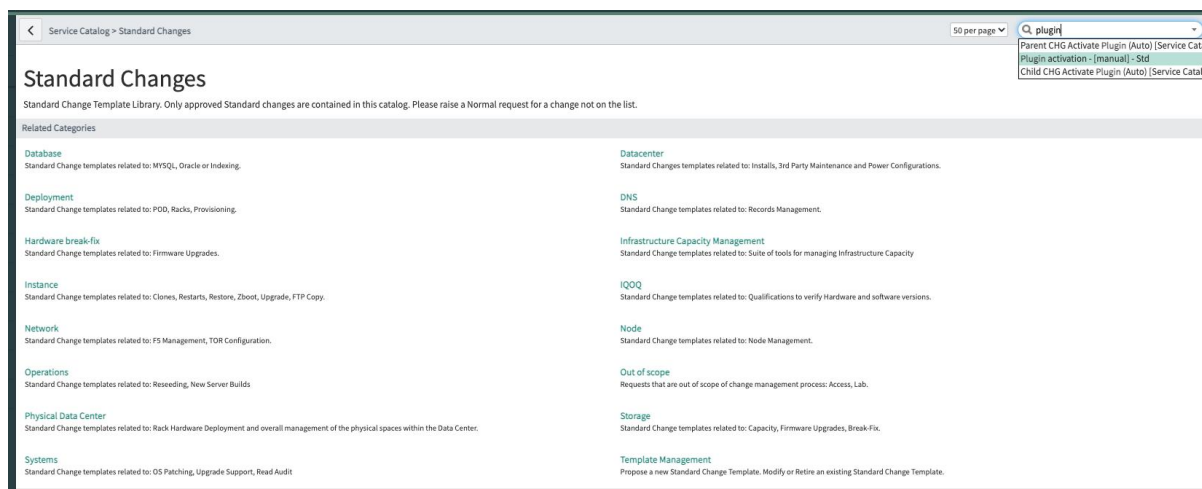 Service Catalog > Standard Changes
50 per page
plugin
Parent CHG Activate Plugin (Auto) [Service Cat
Plugin activation - [manual] - Std
Child CHG Activate Plugin (Auto) [Service Catal
Standard Changes
Standard Change Template Library. Only approved Standard changes are contained in this catalog. Please raise a Normal request for a change not on the list.
Related Categories
Database
Standard Change templates related to: MYSQL, Oracle or Indexing.
Datacenter
Standard Changes templates related to: Installs, 3rd Party Maintenance and Power Configurations.
Deployment
Standard Change templates related to: POD, Racks, Provisioning.
DNS
Standard Change templates related to: Records Management.
Hardware break-fix
Standard Change templates related to: Firmware Upgrades.
Infrastructure Capacity Management
Standard Change templates related to: Suite of tools for managing Infrastructure Capacity
Instance
Standard Change templates related to: Clones, Restarts, Restore, Zboot, Upgrade, FTP Copy.
IQOQ
Standard Change templates related to: Qualifications to verify Hardware and software versions.
Network
Standard Change templates related to: F5 Management, TOR Configuration.
Node
Standard Change templates related to: Node Management.
Operations
Standard Change templates related to: Reseeding, New Server Builds
Out of scope
Requests that are out of scope of change management process: Access, Lab.
Physical Data Center
Standard Change templates related to: Rack Hardware Deployment and overall management of the physical spaces within the Data Center.
Storage
Standard Change templates related to: Capacity, Firmware Upgrades, Break-Fix.
Systems
Standard Change templates related to: OS Patching, Upgrade Support, Read Audit
Template Management
Propose a new Standard Change Template. Modify or Retire an existing Standard Change Template.